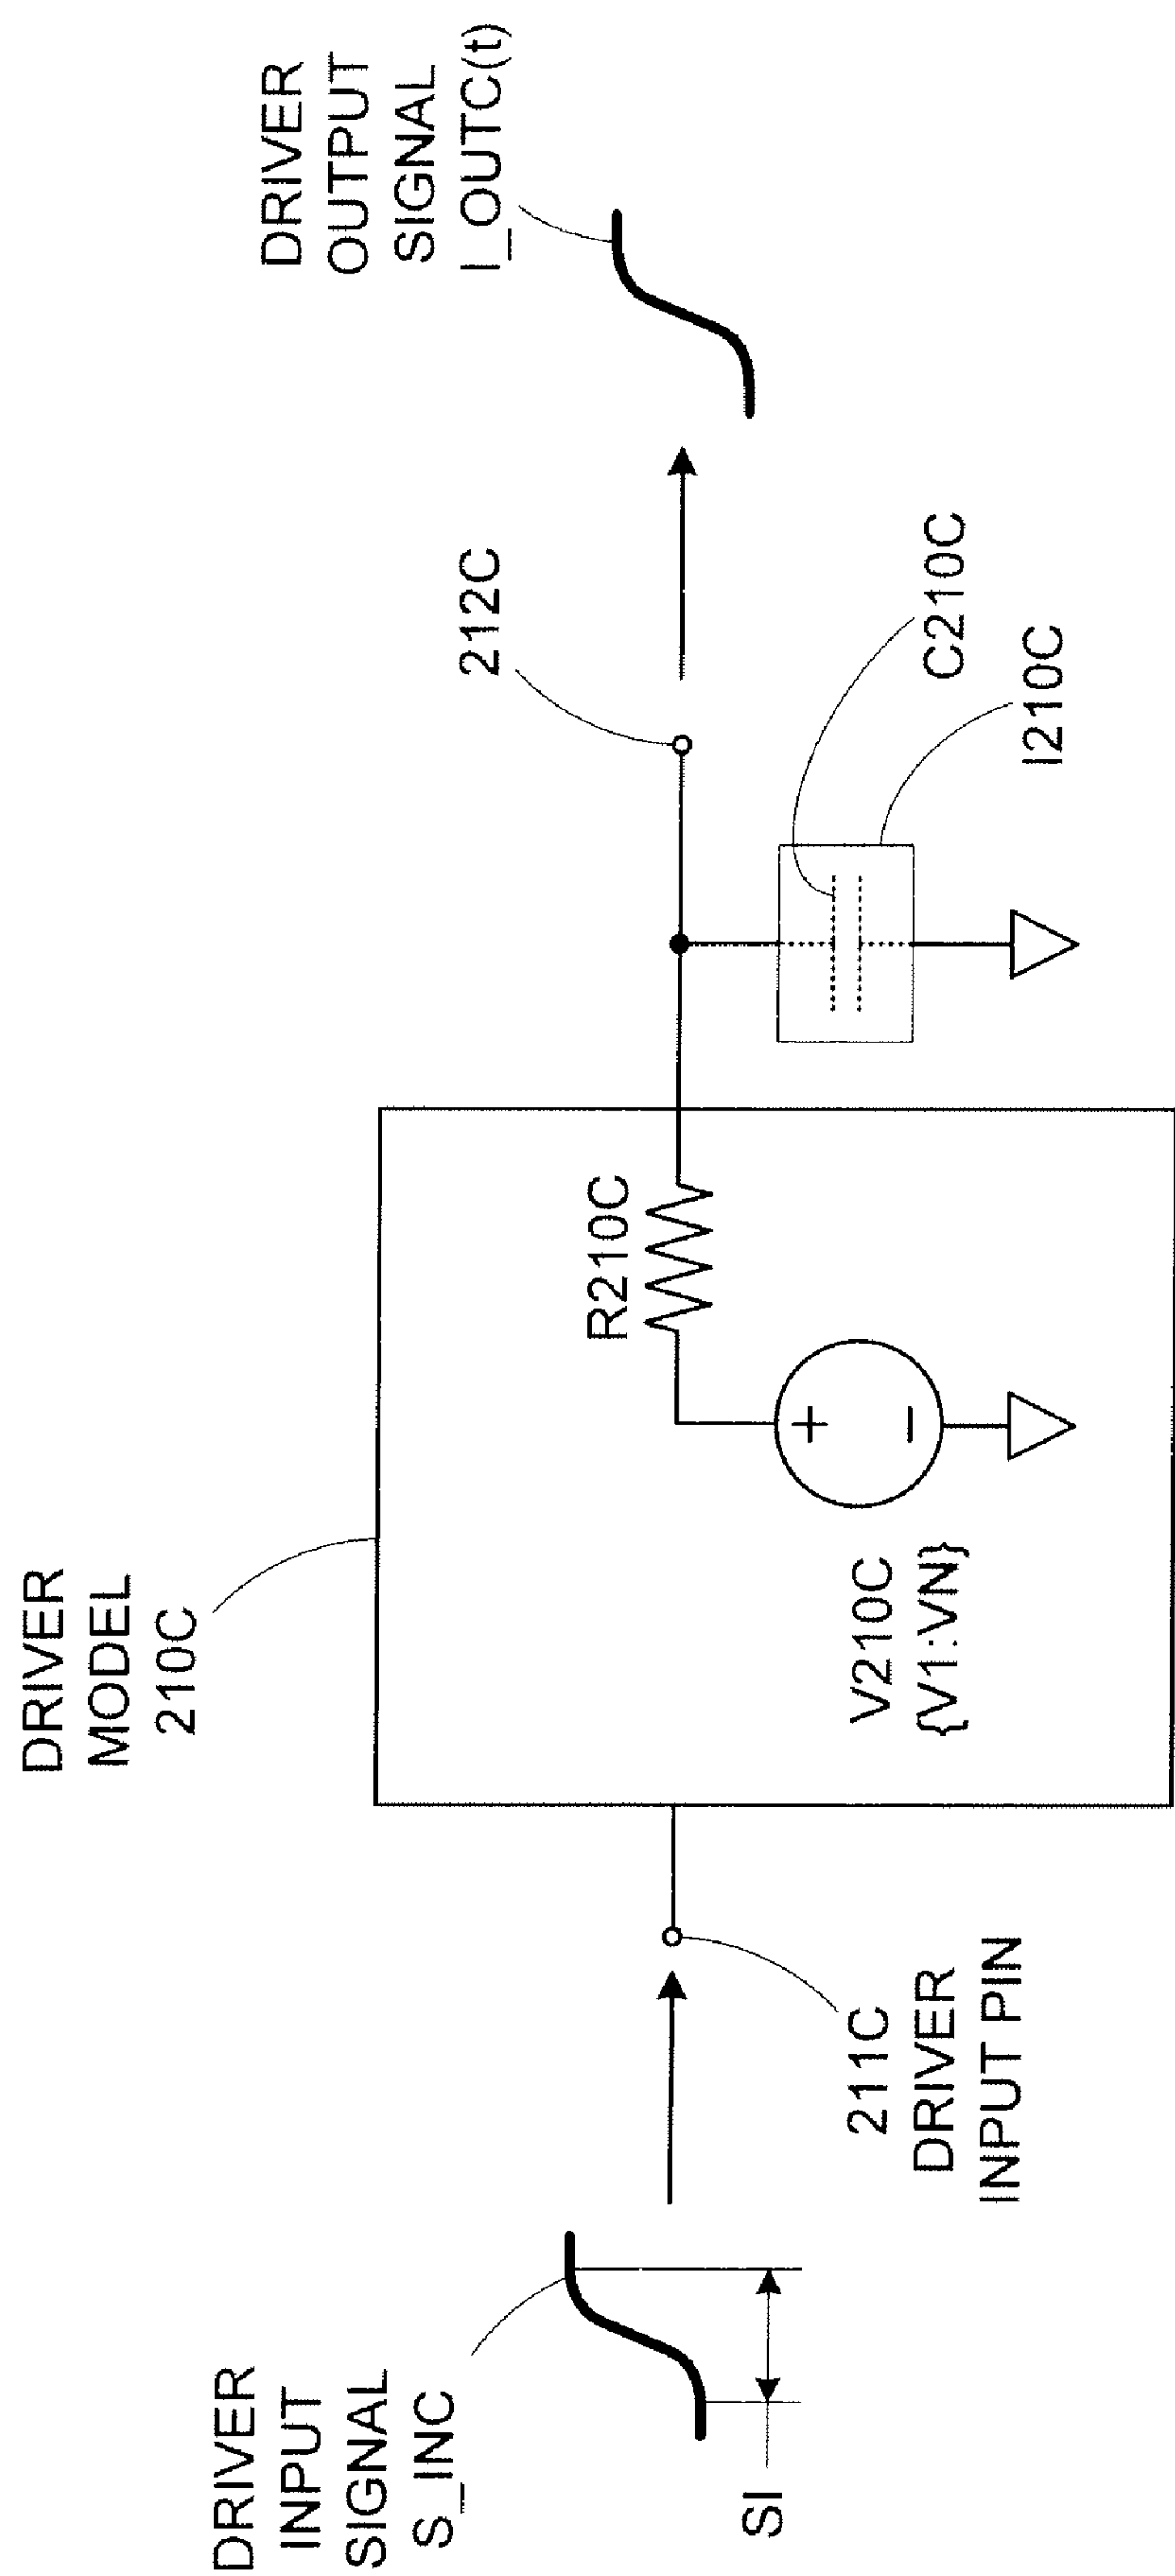 DRIVER
INPUT
SIGNAL
S_INC
SI
211C
DRIVER
INPUT PIN
DRIVER
MODEL
210C
V210C
{V1:VN}
R210C
212C
C210C
I210C
DRIVER
OUTPUT
SIGNAL
I_OUTC(t)